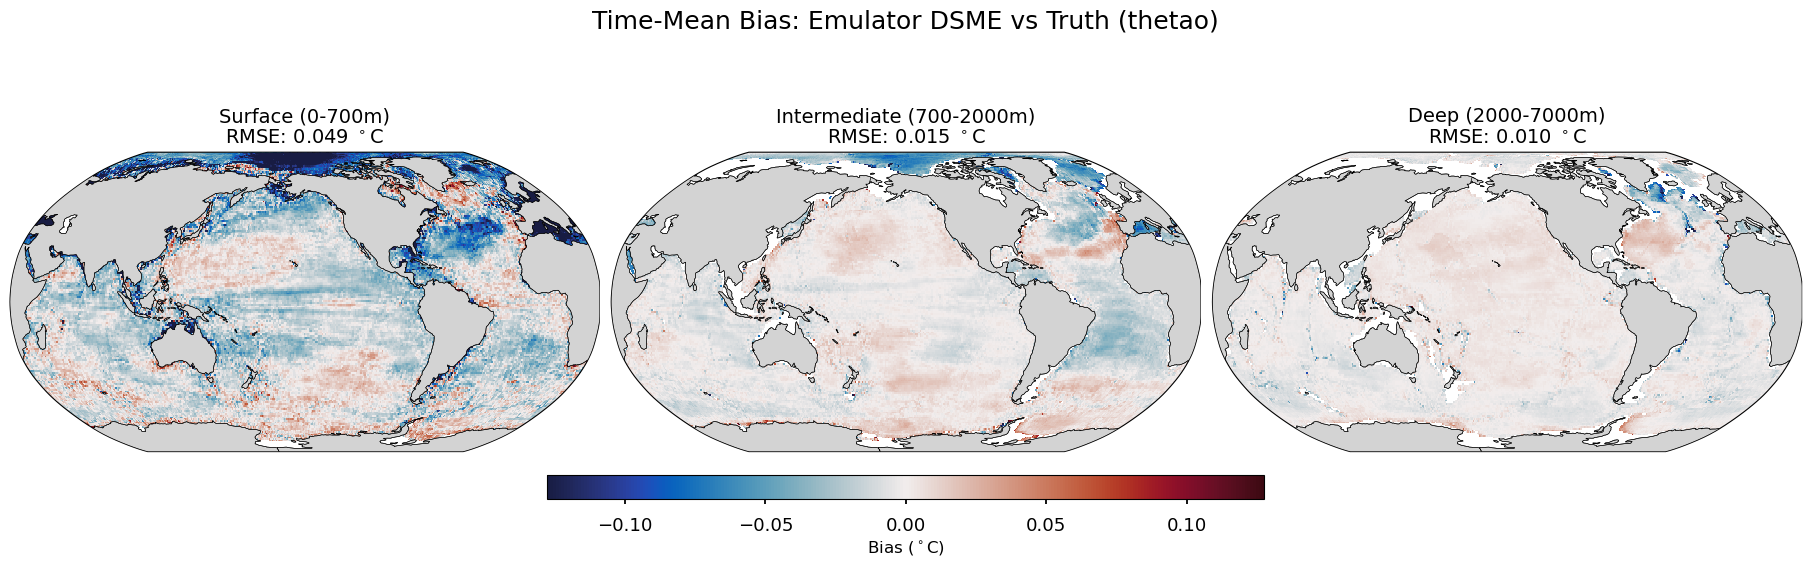 Time-Mean Bias: Emulator DSME vs Truth (thetao)
Surface (0-700m)
RMSE: 0.049 °C
Intermediate (700-2000m)
RMSE: 0.015 °C
Deep (2000-7000m)
RMSE: 0.010 °C
−0.10 −0.05 0.00 0.05 0.10
Bias (°C)